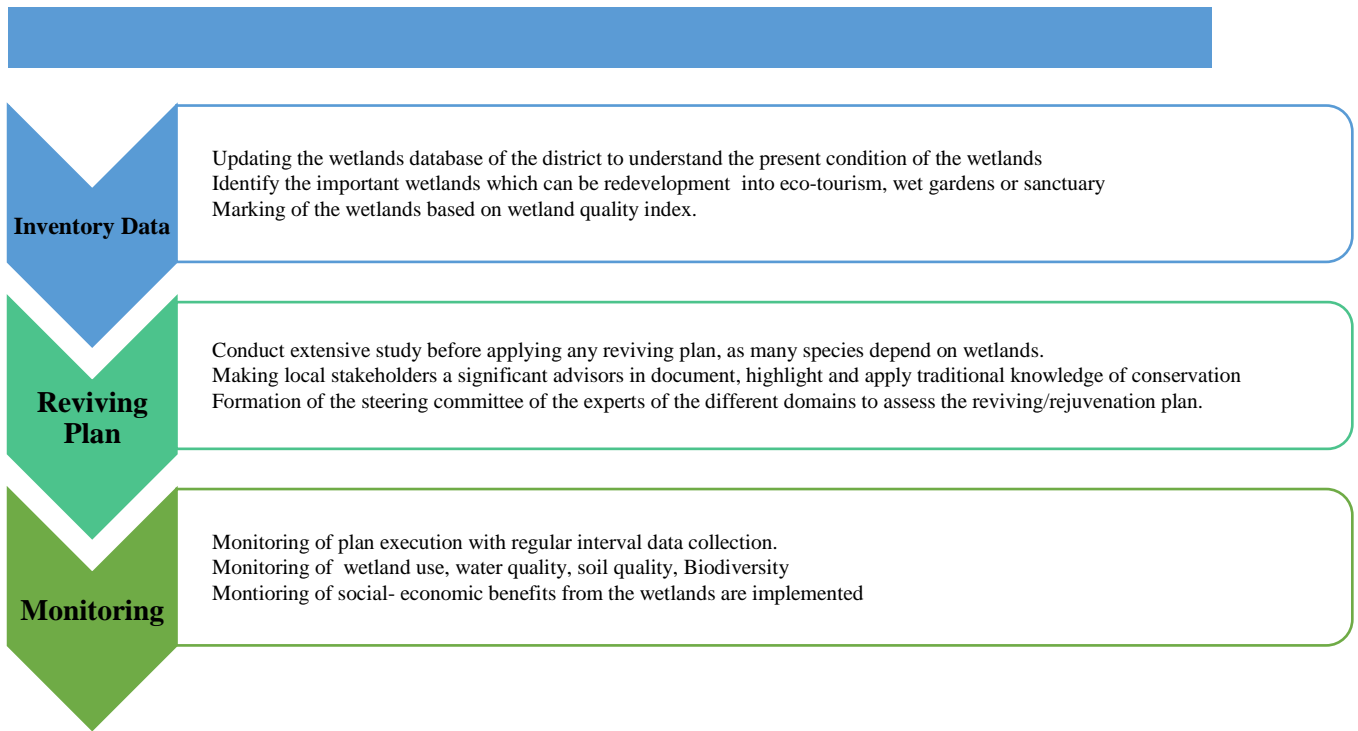 Updating the wetlands database of the district to understand the present condition of the wetlands
Identify the important wetlands which can be redevelopment into eco-tourism, wet gardens or sanctuary
Marking of the wetlands based on wetland quality index.
Inventory Data
Conduct extensive study before applying any reviving plan, as many species depend on wetlands.
Making local stakeholders a significant advisors in document, highlight and apply traditional knowledge of conservation
Formation of the steering committee of the experts of the different domains to assess the reviving/rejuvenation plan.
Reviving
Plan
Monitoring of plan execution with regular interval data collection.
Monitoring of wetland use, water quality, soil quality, Biodiversity
Montioring of social- economic benefits from the wetlands are implemented
Monitoring